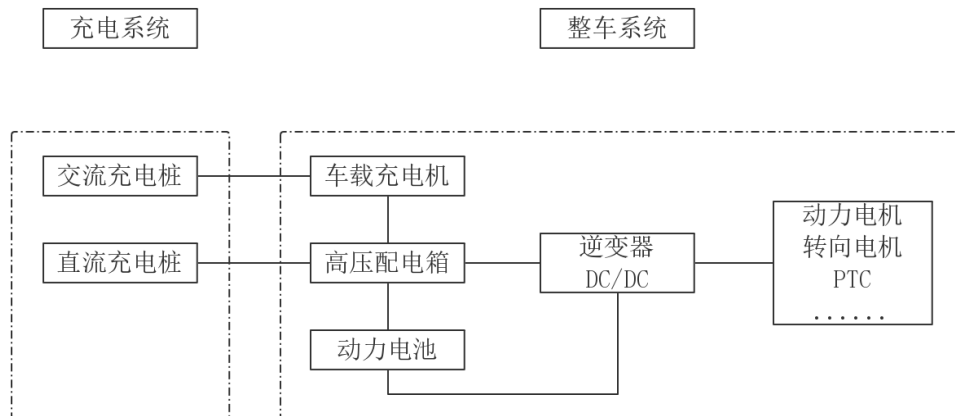 充电系统
整车系统
交流充电桩
车载充电机
直流充电桩
高压配电箱
逆变器
DC/DC
动力电机
转向电机
PTC
......
动力电池